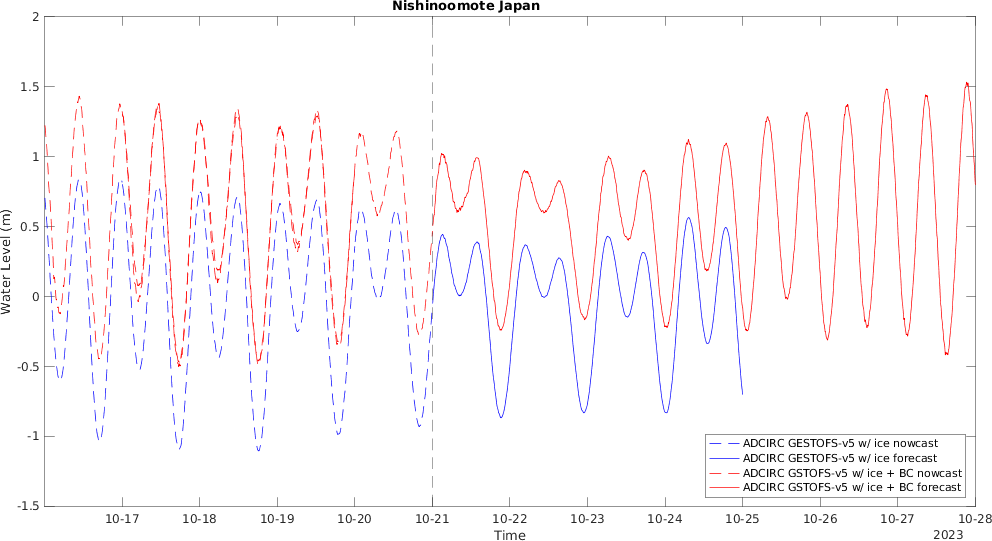 Nishinoomote Japan
2
1.5
1
0.5
0
-0.5
-1
-1.5
Water Level (m)
10-17 10-18 10-19 10-20 10-21 10-22 10-23 10-24 10-25 10-26 10-27 10-28
Time
2023
ADCIRC GESTOFS-v5 w/ ice nowcast
ADCIRC GESTOFS-v5 w/ ice forecast
ADCIRC GSTOFS-v5 w/ ice + BC nowcast
ADCIRC GSTOFS-v5 w/ ice + BC forecast